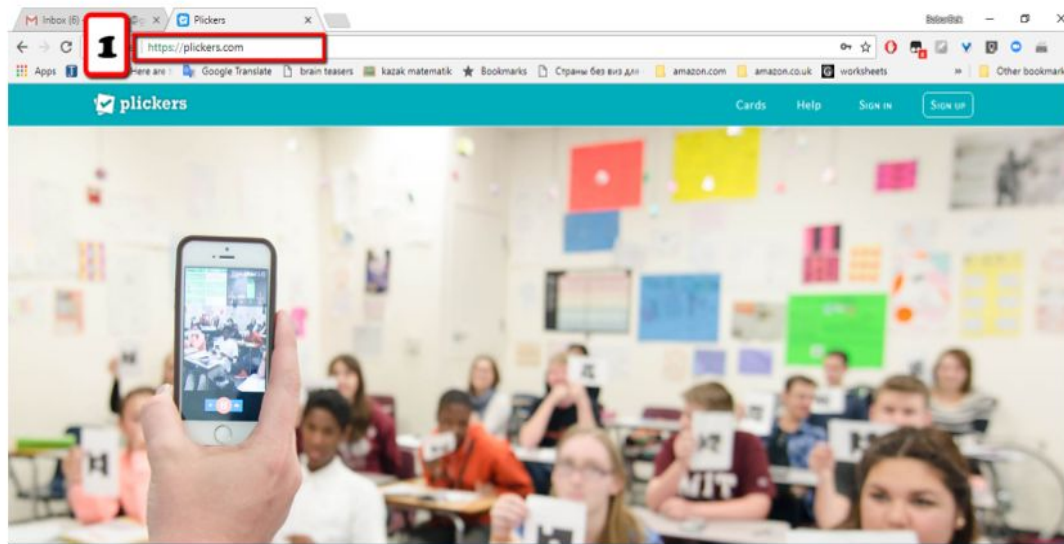 Inbox (6)
Plickers
1
https://plickers.com
Apps
Here are
Google Translate
brain teasers
kazak matematik
Bookmarks
Страны без виз для
amazon.com
amazon.co.uk
worksheets
Other bookmark
plickers
Cards
Help
SIGN IN
SIGN UP
MIT